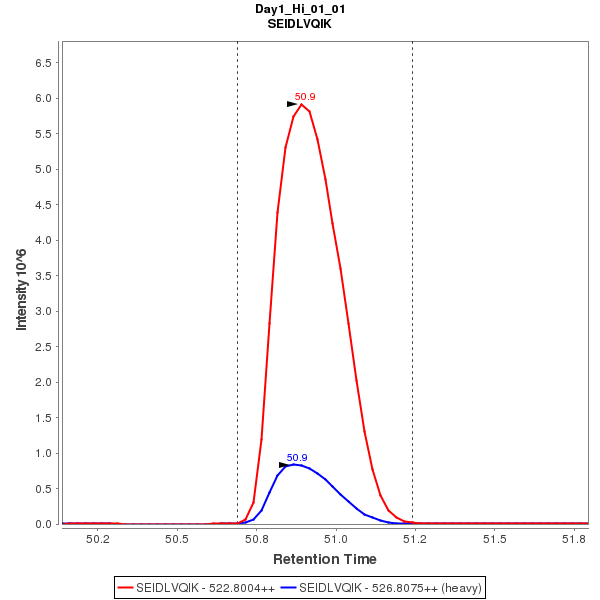 Day1_Hi_01_01
SEIDLVQIK
6.5
6.0
5.5
5.0
4.5
4.0
3.5
3.0
2.5
2.0
1.5
1.0
0.5
0.0
Intensity 10^6
50.9
50.9
50.2 50.5 50.8 51.0 51.2 51.5 51.8
Retention Time
SEIDLVQIK - 522.8004++ SEIDLVQIK - 526.8075++ (heavy)